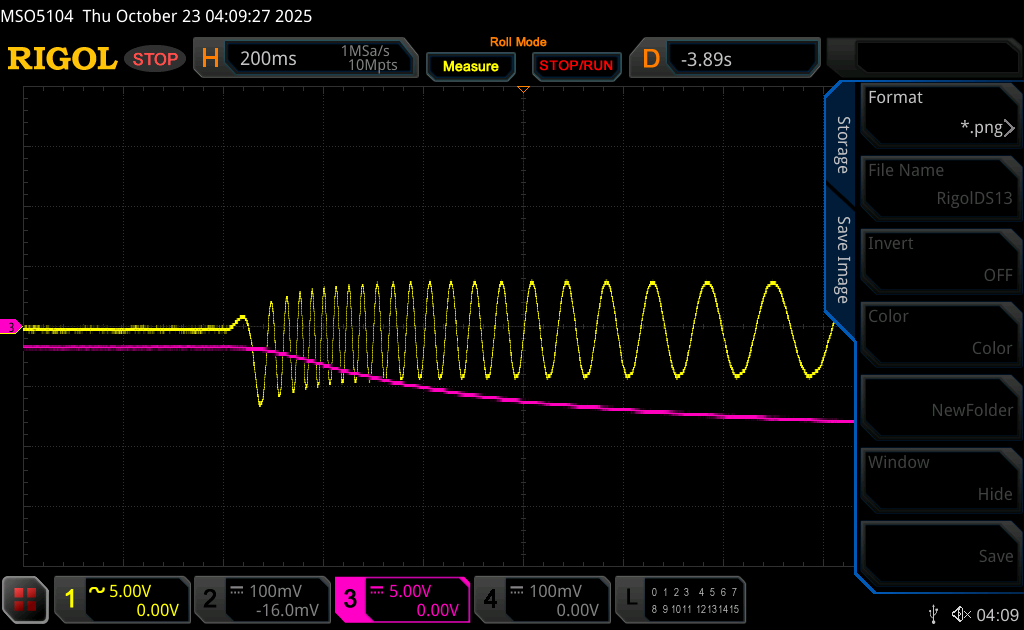 MSO5104 Thu October 23 04:09:27 2025
RIGOL STOP H 200ms 1MSa/s 10Mpts Roll Mode Measure STOP/RUN D -3.89s
Storage
Save Image
Format
*.png
File Name
RigolDS13
Invert
OFF
Color
Color
NewFolder
Window
Hide
Save
3
1 5.00V
0.00V
2 100mV
-16.0mV
3 5.00V
0.00V
4 100mV
0.00V
L 0 1 2 3 4 5 6 7
8 9 10 11 12 13 14 15
04:09